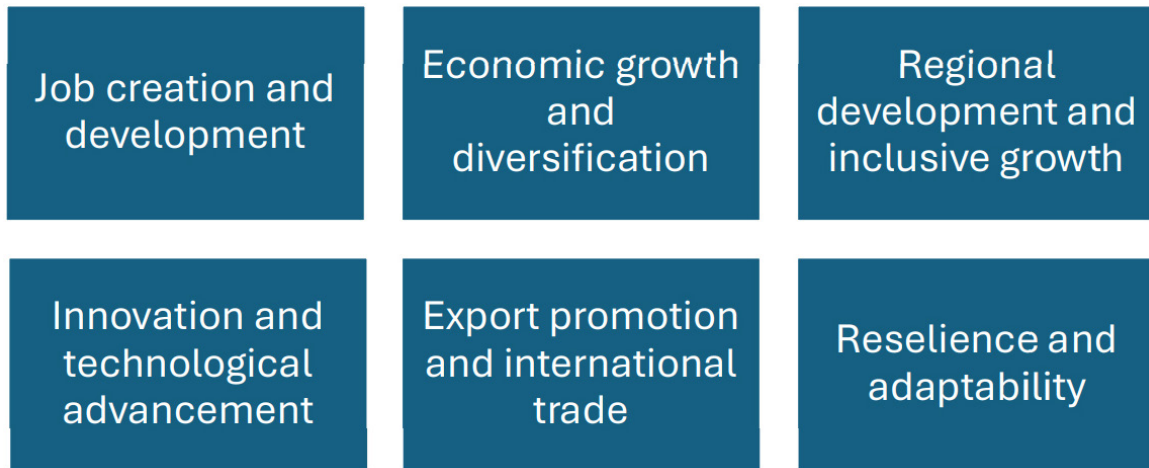 Job creation and
development
Economic growth
and
diversification
Regional
development and
inclusive growth
Innovation and
technological
advancement
Export promotion
and international
trade
Reselience and
adaptability